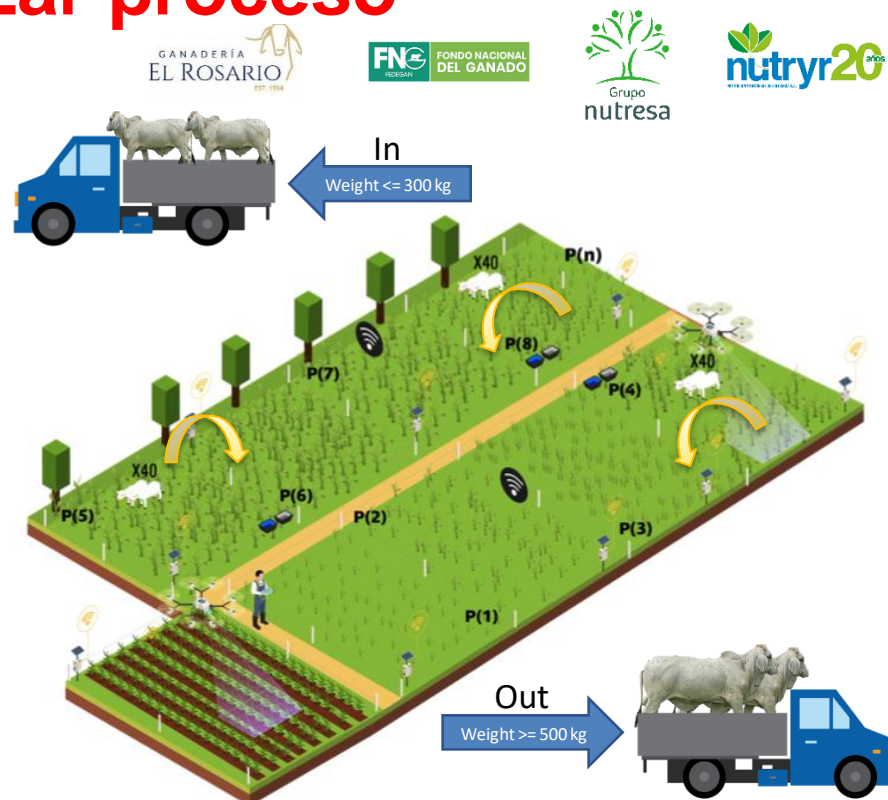 zar proceso
GANADERÍA
EL ROSARIO
EST. 1994
FNG
FEDEGAN
FONDO NACIONAL
DEL GANADO
Grupo
nutresa
nutryr20
años
In
Weight <= 300 kg
P(n)
X40
P(8)
P(7)
X40
P(4)
X40
P(6)
P(5)
P(2)
P(3)
P(1)
Out
Weight >= 500 kg